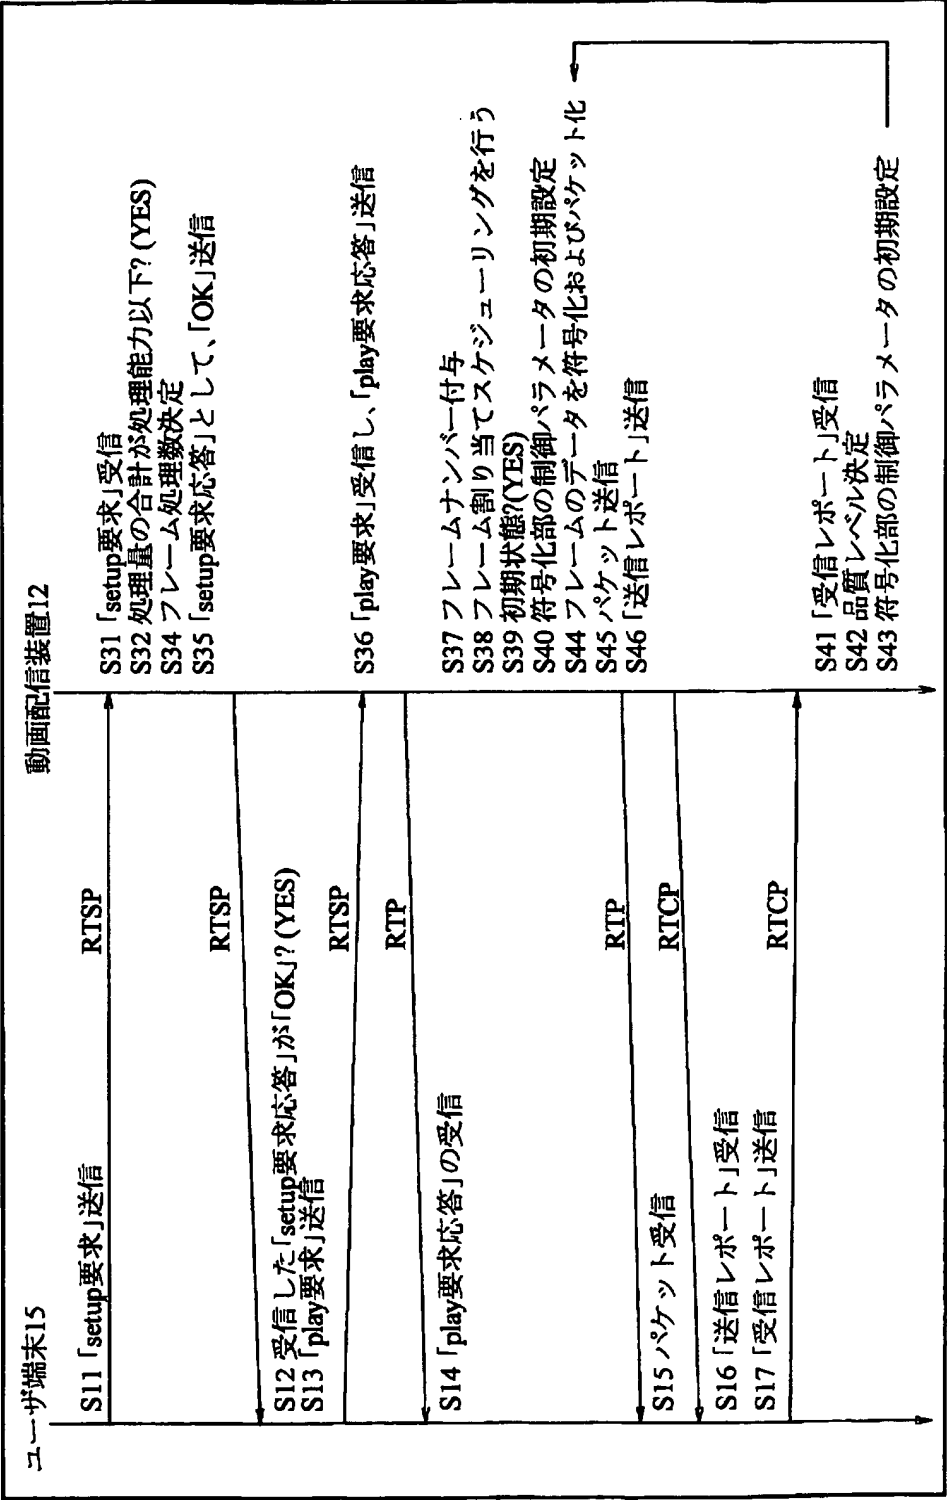 ユーザ端末15
動画配信装置12
S11「setup要求」送信
RTSP
S31「setup要求」受信
S32 処理量の合計が処理能力以下? (YES)
S34 フレーム処理数決定
S35「setup要求応答」として、「OK」送信
RTSP
S12 受信した「setup要求応答」が「OK」? (YES)
S13「play要求」送信
RTSP
S36「play要求」受信し、「play要求応答」送信
RTP
S14「play要求応答」の受信
S37 フレームナンバー付与
S38 フレーム割り当てスケジューリングを行う
S39 初期状態?(YES)
S40 符号化部の制御パラメータの初期設定
S44 フレームのデータを符号化およびパケット化
S45 パケット送信
S46「送信レポート」送信
RTP
S15 パケット受信
RTCP
S16「送信レポート」受信
S17「受信レポート」送信
RTCP
S41「受信レポート」受信
S42 品質レベル決定
S43 符号化部の制御パラメータの初期設定